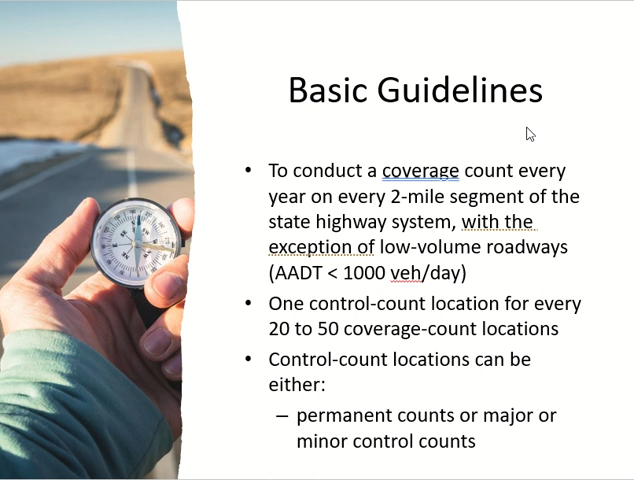 Basic Guidelines
• To conduct a coverage count every
year on every 2-mile segment of the
state highway system, with the
exception of low-volume roadways
(AADT < 1000 veh/day)
• One control-count location for every
20 to 50 coverage-count locations
• Control-count locations can be
either:
– permanent counts or major or
minor control counts